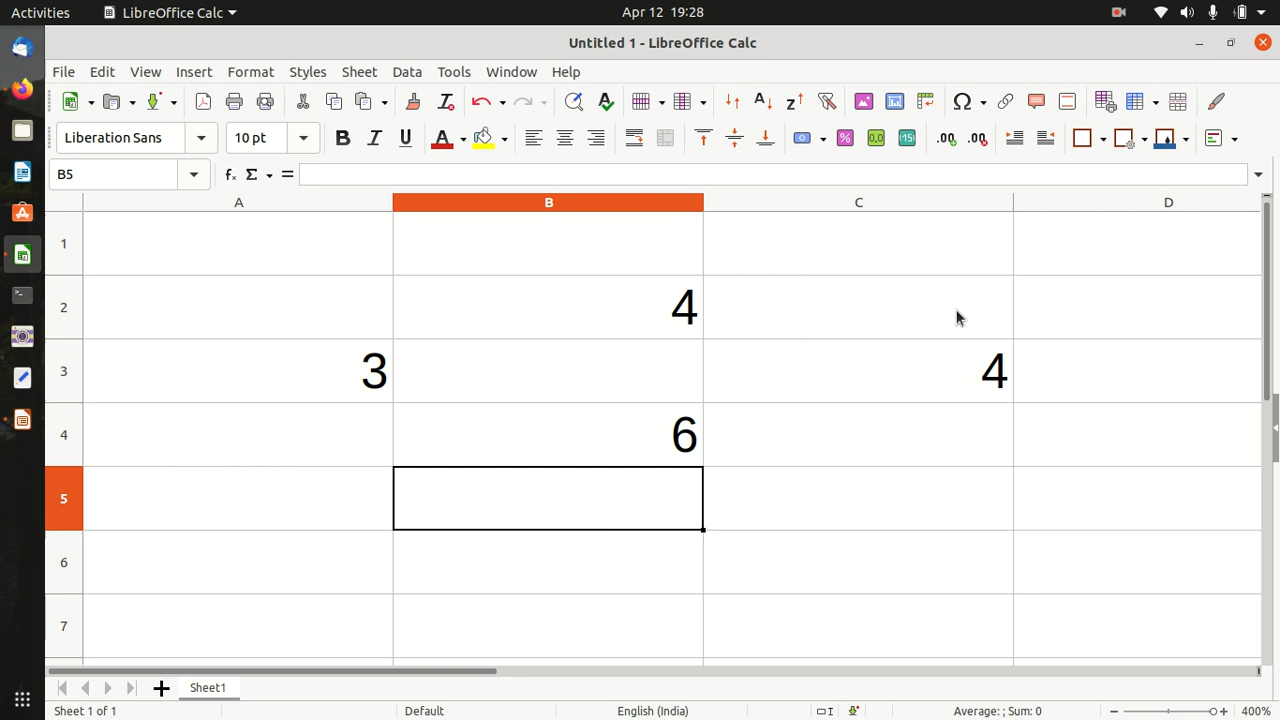 Activities LibreOffice Calc Apr 12 19:28
Untitled 1 - LibreOffice Calc
File Edit View Insert Format Styles Sheet Data Tools Window Help
Liberation Sans 10 pt
B5
A B C D
1
2 4
3 3 4
4 6
5
6
7
Sheet1
Sheet 1 of 1 Default English (India) Average: ; Sum: 0 400%